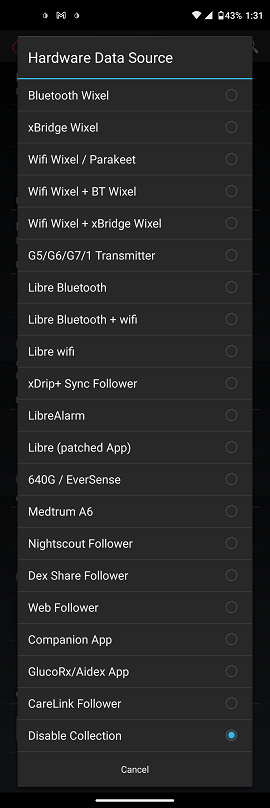 43% 1:31
Hardware Data Source
Bluetooth Wixel
xBridge Wixel
Wifi Wixel / Parakeet
Wifi Wixel + BT Wixel
Wifi Wixel + xBridge Wixel
G5/G6/G7/1 Transmitter
Libre Bluetooth
Libre Bluetooth + wifi
Libre wifi
xDrip+ Sync Follower
LibreAlarm
Libre (patched App)
640G / EverSense
Medtrum A6
Nightscout Follower
Dex Share Follower
Web Follower
Companion App
GlucoRx/Aidex App
CareLink Follower
Disable Collection
Cancel